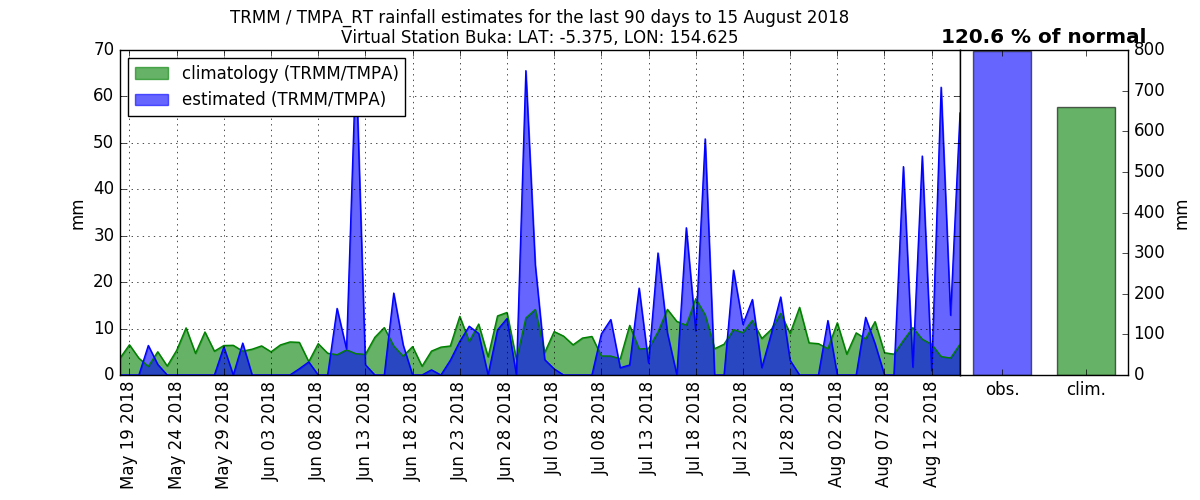 TRMM / TMPA_RT rainfall estimates for the last 90 days to 15 August 2018
Virtual Station Buka: LAT: -5.375, LON: 154.625
120.6 % of normal
climatology (TRMM/TMPA)
estimated (TRMM/TMPA)
mm
70
60
50
40
30
20
10
0
May 19 2018
May 24 2018
May 29 2018
Jun 03 2018
Jun 08 2018
Jun 13 2018
Jun 18 2018
Jun 23 2018
Jun 28 2018
Jul 03 2018
Jul 08 2018
Jul 13 2018
Jul 18 2018
Jul 23 2018
Jul 28 2018
Aug 02 2018
Aug 07 2018
Aug 12 2018
obs.
clim.
800
700
600
500
400
300
200
100
0
mm